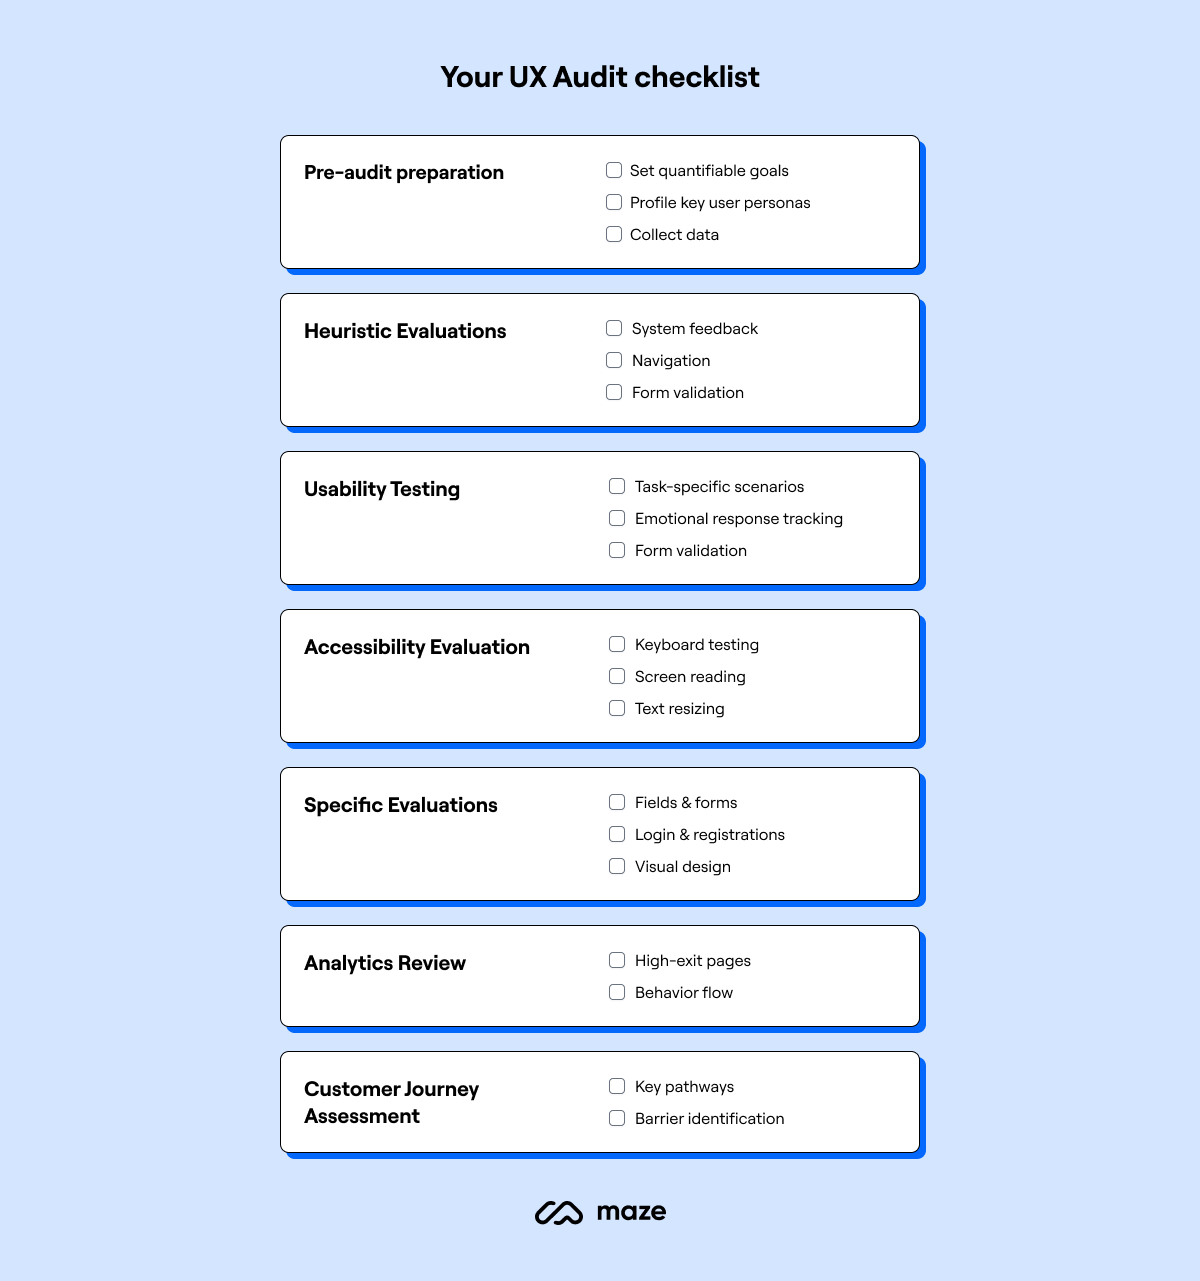 Your UX Audit checklist
Pre-audit preparation
Set quantifiable goals
Profile key user personas
Collect data
Heuristic Evaluations
System feedback
Navigation
Form validation
Usability Testing
Task-specific scenarios
Emotional response tracking
Form validation
Accessibility Evaluation
Keyboard testing
Screen reading
Text resizing
Specific Evaluations
Fields & forms
Login & registrations
Visual design
Analytics Review
High-exit pages
Behavior flow
Customer Journey
Assessment
Key pathways
Barrier identification
maze